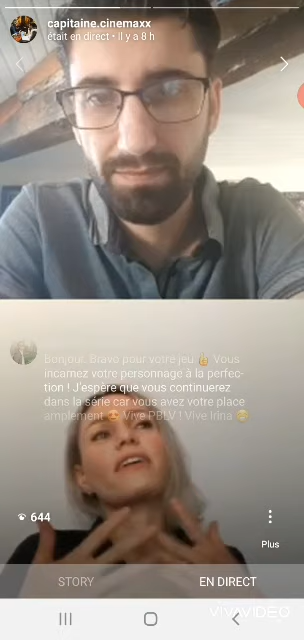 capitaine.cinemaxx
était en direct • Il y a 8 h
Bonjour. Bravo pour votre jeu 👍 Vous
incarnez votre personnage à la perfec-
tion ! J'espère que vous continuerez
dans la série car vous avez votre place
amplement 😍 Vive PBLV ! Vive Irina 😊
644
Plus
STORY
EN DIRECT
VIVAVIDEO